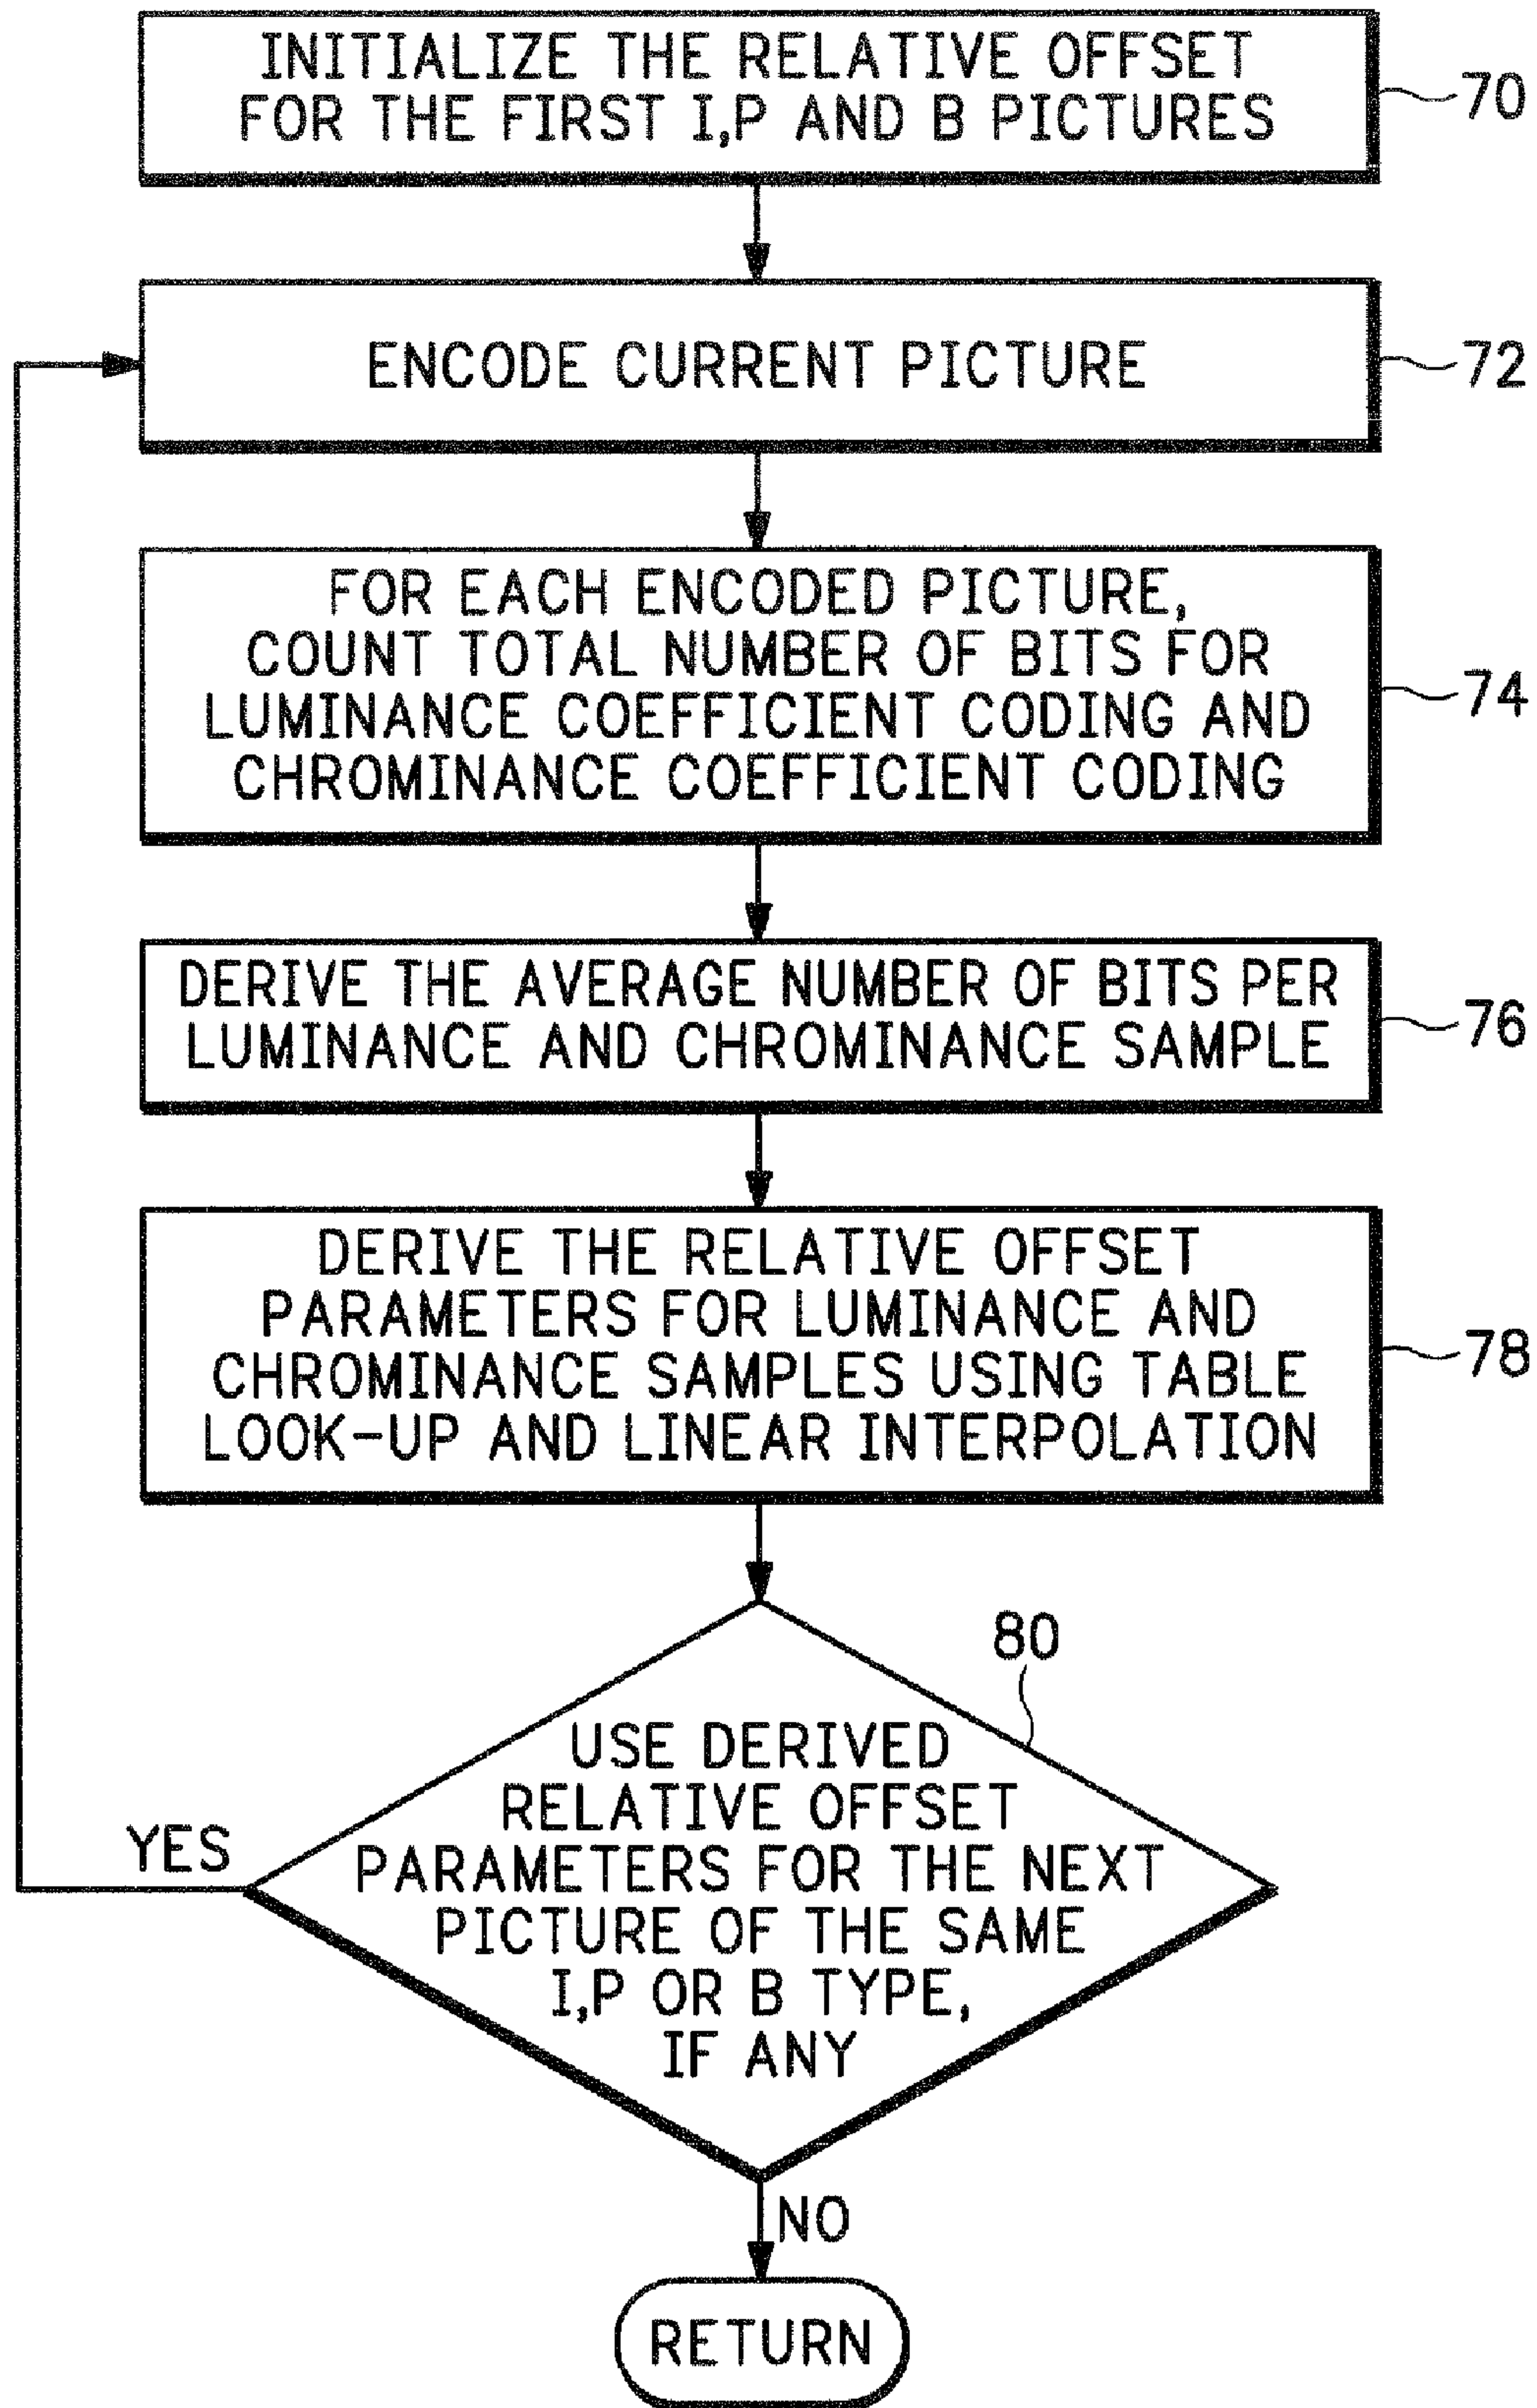 INITIALIZE THE RELATIVE OFFSET
FOR THE FIRST I,P AND B PICTURES
70
ENCODE CURRENT PICTURE
72
FOR EACH ENCODED PICTURE,
COUNT TOTAL NUMBER OF BITS FOR
LUMINANCE COEFFICIENT CODING AND
CHROMINANCE COEFFICIENT CODING
74
DERIVE THE AVERAGE NUMBER OF BITS PER
LUMINANCE AND CHROMINANCE SAMPLE
76
DERIVE THE RELATIVE OFFSET
PARAMETERS FOR LUMINANCE AND
CHROMINANCE SAMPLES USING TABLE
LOOK-UP AND LINEAR INTERPOLATION
78
80
USE DERIVED
RELATIVE OFFSET
PARAMETERS FOR THE NEXT
PICTURE OF THE SAME
I,P OR B TYPE,
IF ANY
YES
NO
RETURN